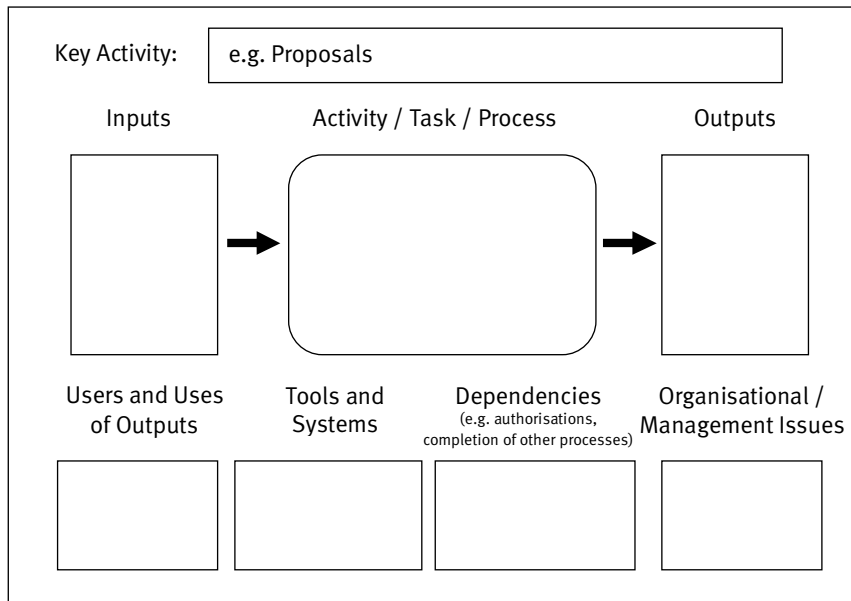 Key Activity: e.g. Proposals
Inputs Activity / Task / Process Outputs
Users and Uses
of Outputs
Tools and
Systems
Dependencies
(e.g. authorisations,
completion of other processes)
Organisational /
Management Issues